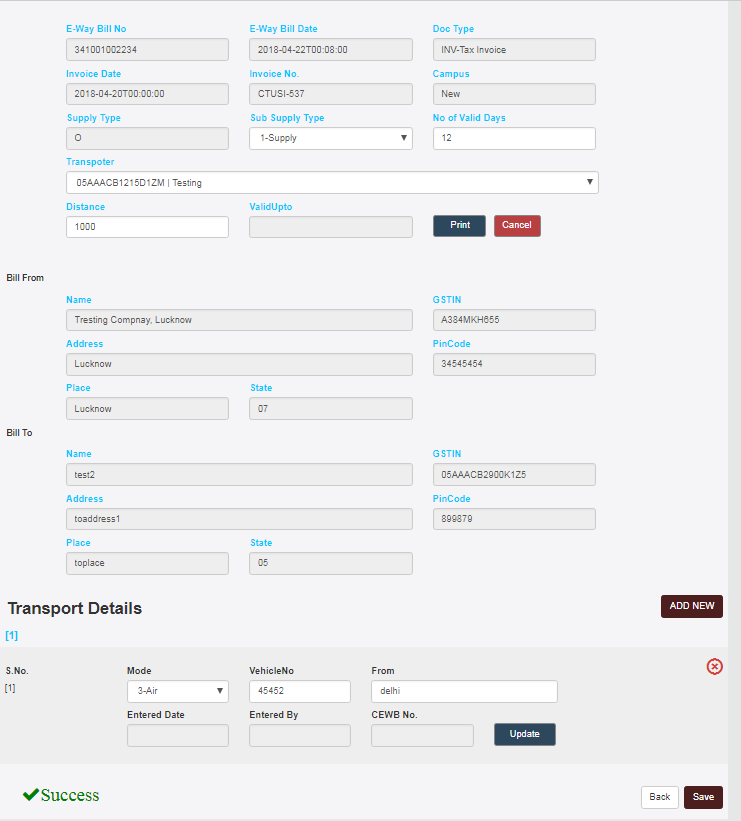 E-Way Bill No E-Way Bill Date Doc Type
341001002234 2018-04-22T00:08:00 INV-Tax Invoice
Invoice Date Invoice No. Campus
2018-04-20T00:00:00 CTUSI-537 New
Supply Type Sub Supply Type No of Valid Days
O 1-Supply 12
Transpoter
05AAACB1215D1ZM | Testing
Distance ValidUpto
1000 Print Cancel
Bill From
Name GSTIN
Tresting Compnay, Lucknow A384MKH655
Address PinCode
Lucknow 34545454
Place State
Lucknow 07
Bill To
Name GSTIN
test2 05AAACB2900K1Z5
Address PinCode
toaddress1 899879
Place State
toplace 05
Transport Details ADD NEW
[1]
S.No. Mode VehicleNo From
[1] 3-Air 45452 delhi
Entered Date Entered By CEWB No.
Update
Success Back Save